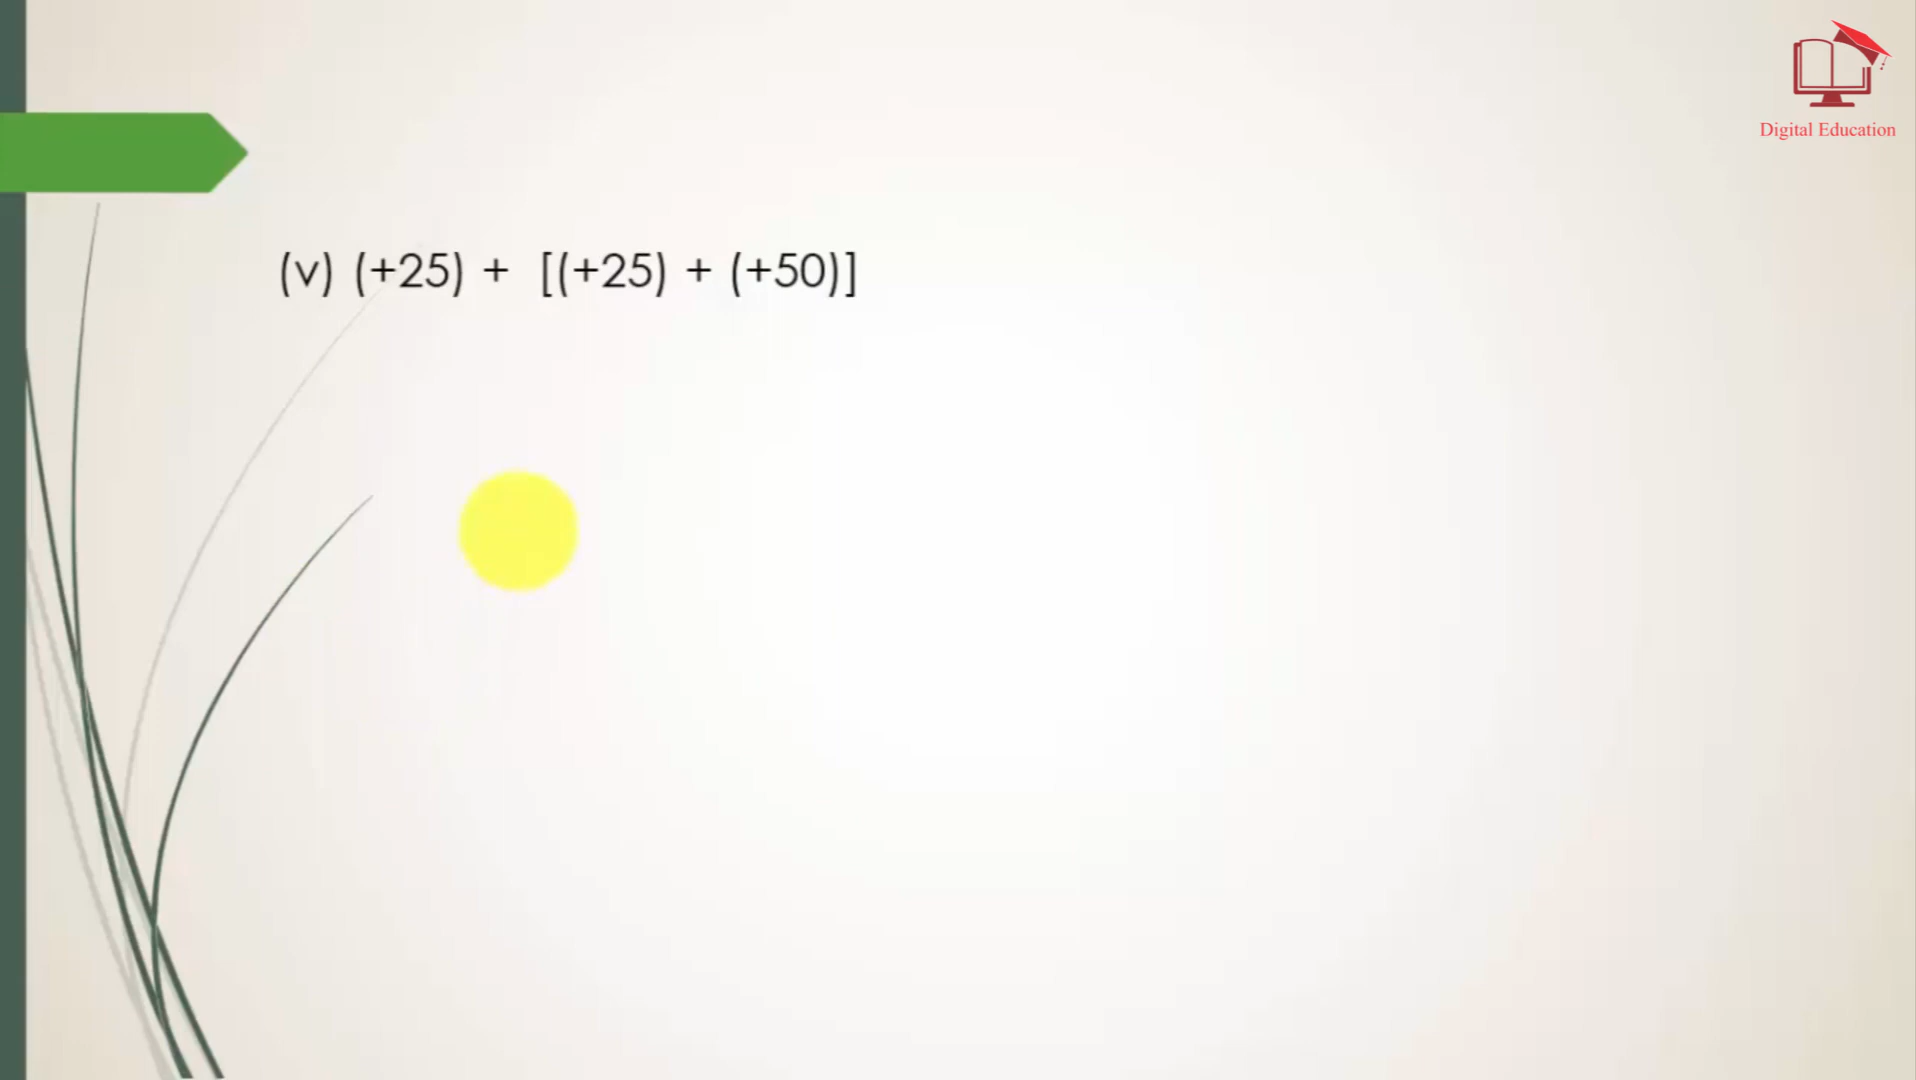 Digital Education
(v) (+25) + [(+25) + (+50)]